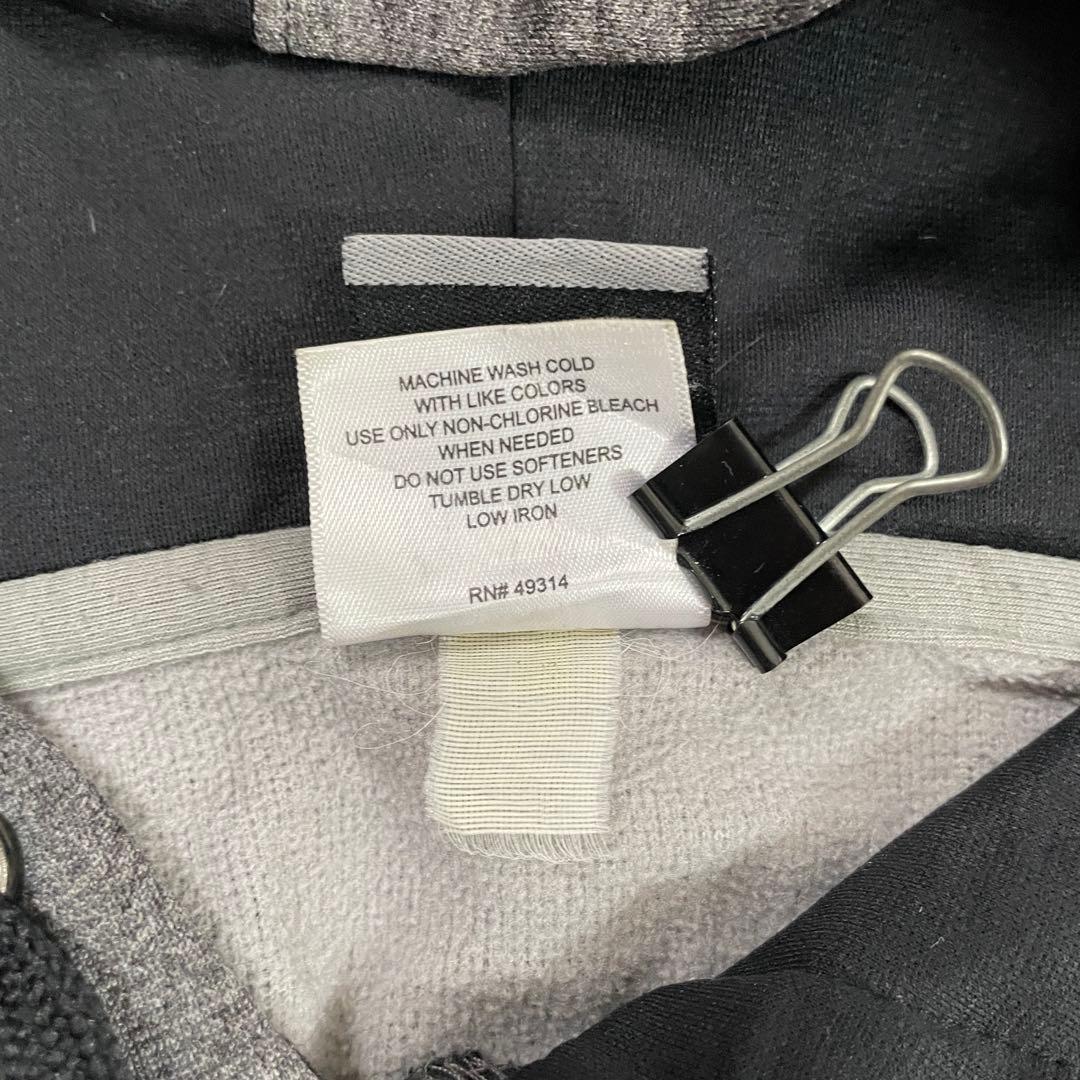 MACHINE WASH COLD
WITH LIKE COLORS
USE ONLY NON-CHLORINE BLEACH
WHEN NEEDED
DO NOT USE SOFTENERS
TUMBLE DRY LOW
LOW IRON
RN# 49314